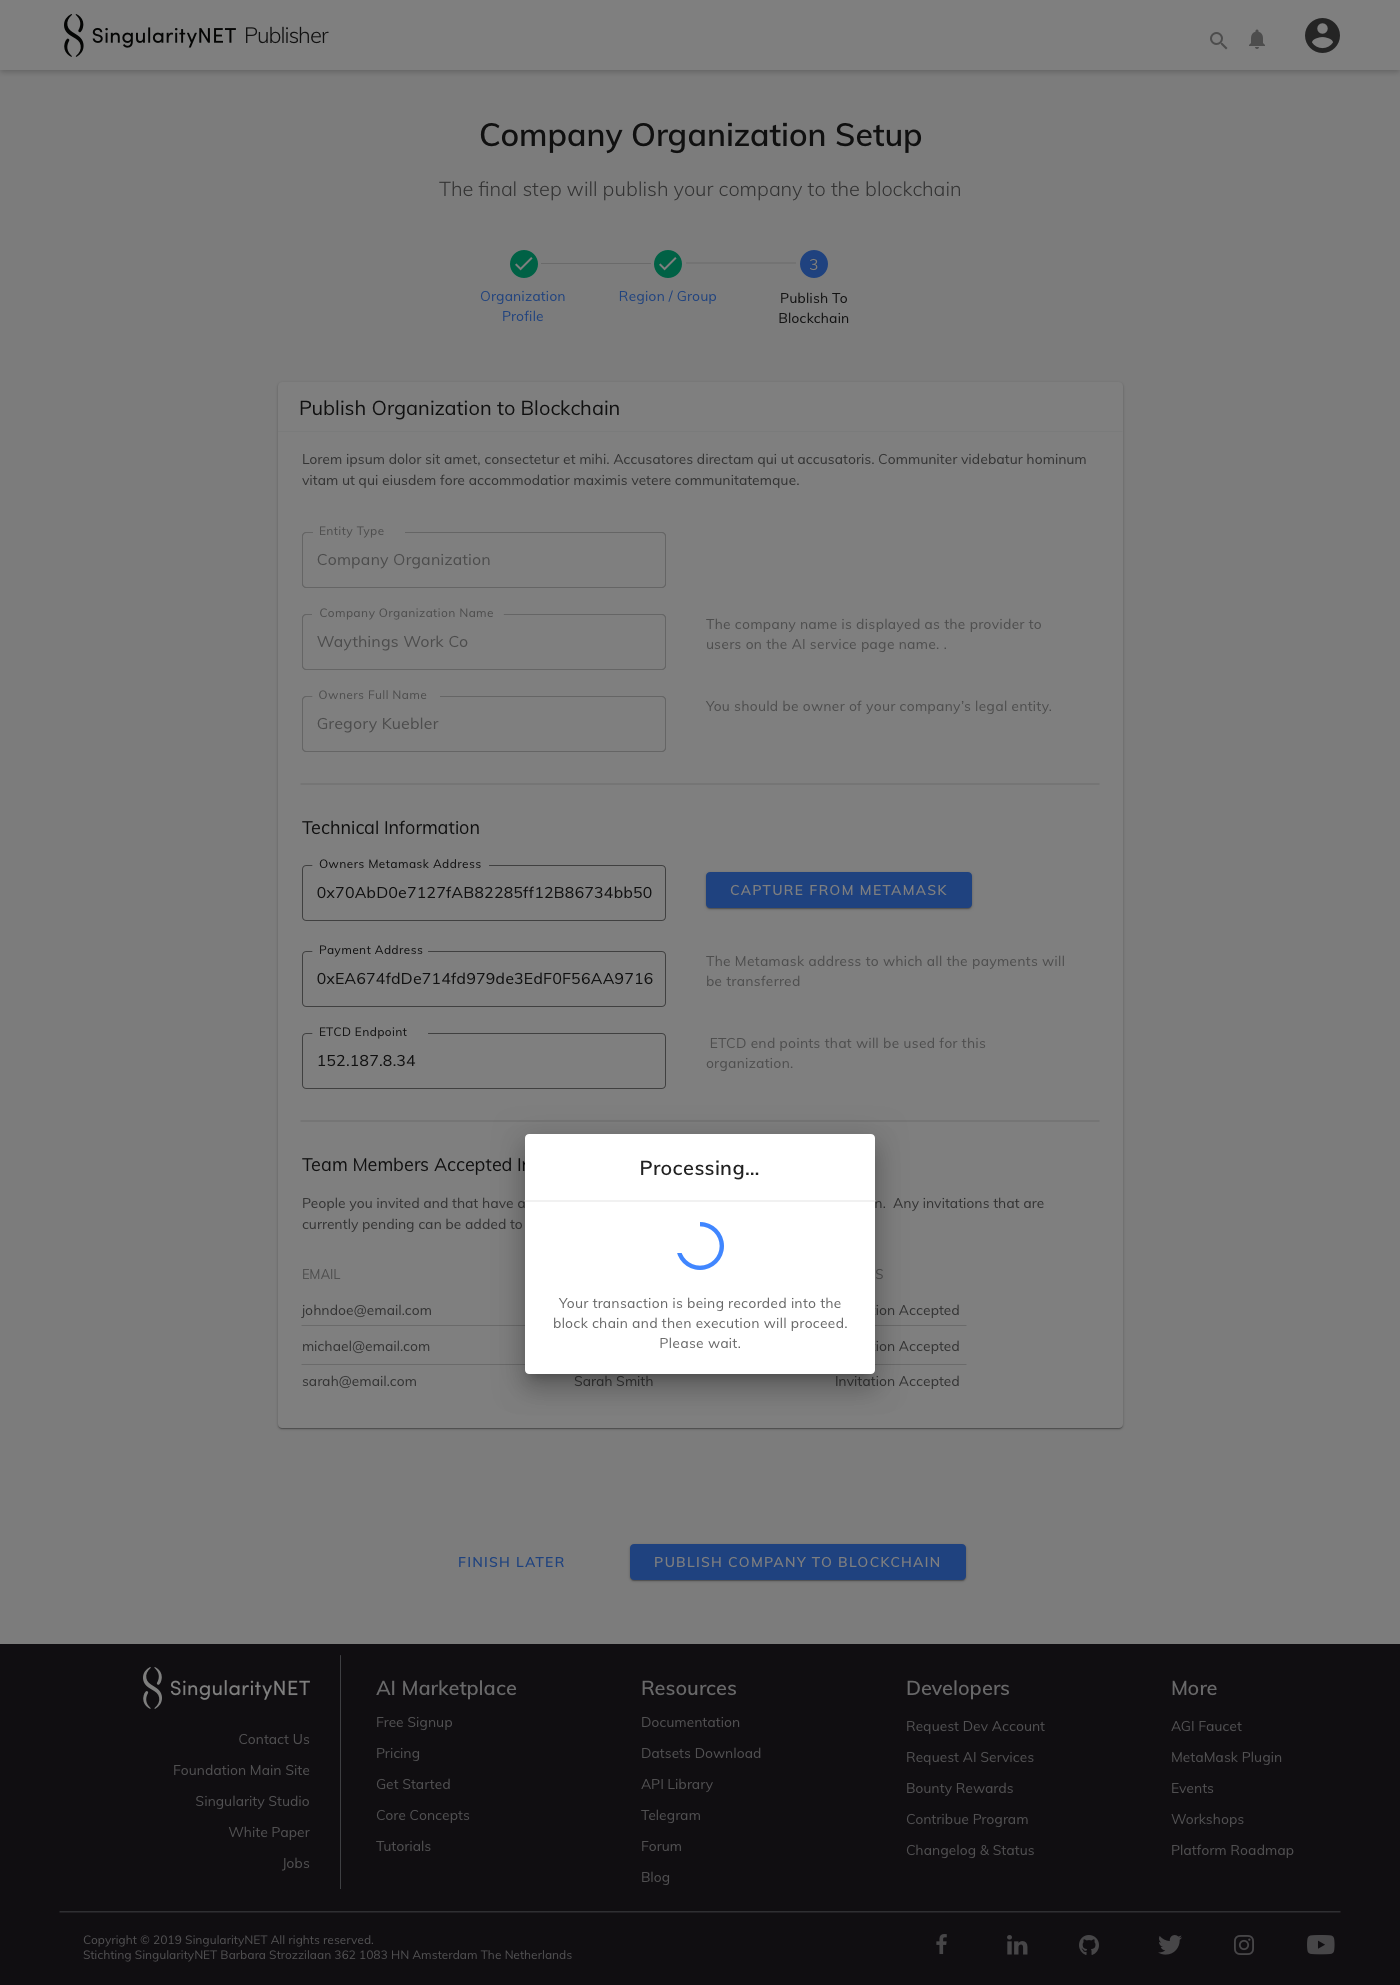 SingularityNET Publisher
Company Organization Setup
The final step will publish your company to the blockchain
3
Organization
Profile
Region / Group
Publish To
Blockchain
Publish Organization to Blockchain
Lorem ipsum dolor sit amet, consectetur et mihi. Accusatores directam qui ut accusatoris. Communiter videbatur hominum
vitam ut qui eiusdem fore accommodatior maximis vetere communitatemque.
Entity Type
Company Organization
Company Organization Name
Waythings Work Co
The company name is displayed as the provider to
users on the AI service page name. .
Owners Full Name
Gregory Kuebler
You should be owner of your company's legal entity.
Technical Information
Owners Metamask Address
0x70AbD0e7127fAB82285ff12B86734bb50
CAPTURE FROM METAMASK
Payment Address
0xEA674fdDe714fd979de3EdF0F56AA9716
The Metamask address to which all the payments will
be transferred
ETCD Endpoint
152.187.8.34
ETCD end points that will be used for this
organization.
Team Members Accepted
People you invited and that have
Any invitations that are
currently pending can be added to
Processing...
Your transaction is being recorded into the
block chain and then execution will proceed.
Please wait.
EMAIL
johndoe@email.com
Accepted
michael@email.com
Accepted
sarah@email.com
Sarah Smith
Invitation Accepted
FINISH LATER
PUBLISH COMPANY TO BLOCKCHAIN
SingularityNET
Contact Us
Foundation Main Site
Singularity Studio
White Paper
Jobs
AI Marketplace
Free Signup
Pricing
Get Started
Core Concepts
Tutorials
Resources
Documentation
Datsets Download
API Library
Telegram
Forum
Blog
Developers
Request Dev Account
Request AI Services
Bounty Rewards
Contribue Program
Changelog & Status
More
AGI Faucet
MetaMask Plugin
Events
Workshops
Platform Roadmap
Copyright © 2019 SingularityNET All rights reserved.
Stichting SingularityNET Barbara Strozzilaan 362 1083 HN Amsterdam The Netherlands